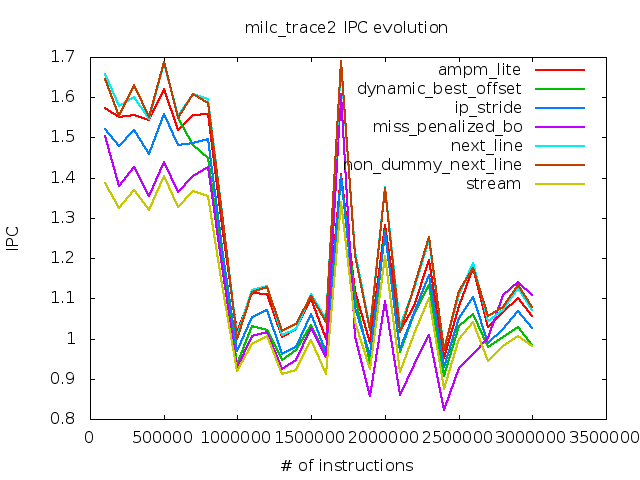 milc_trace2 IPC evolution
1.7
1.6
1.5
1.4
1.3
1.2
1.1
1
0.9
0.8
IPC
ampm_lite
dynamic_best_offset
ip_stride
miss_penalized_bo
next_line
non_dummy_next_line
stream
0 500000 1000000 1500000 2000000 2500000 3000000 3500000
# of instructions